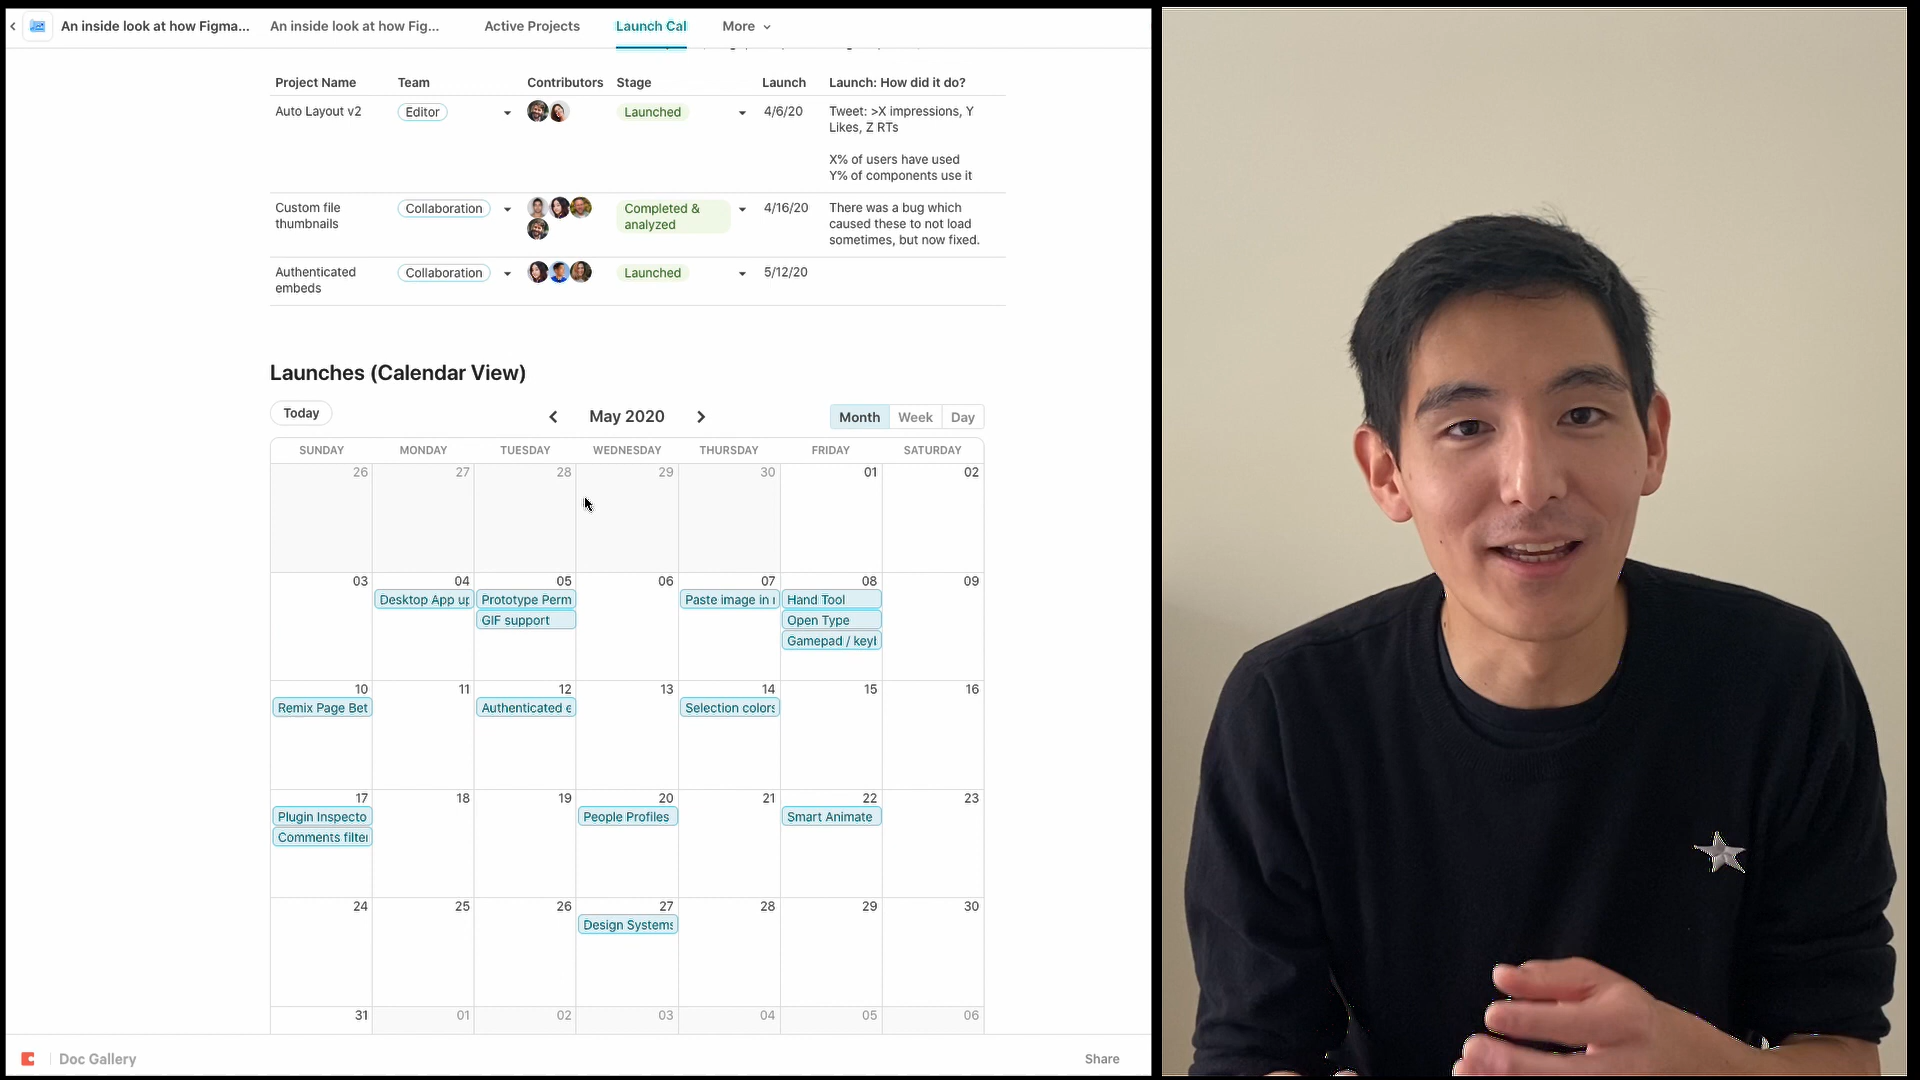 An inside look at how Figma...
An inside look at how Fig...
Active Projects
Launch Cal
More
Project Name Team Contributors Stage Launch Launch: How did it do?
Auto Layout v2 Editor Launched 4/6/20 Tweet: >X impressions, Y
Likes, Z RTs
X% of users have used
Y% of components use it
Custom file Collaboration Completed & 4/16/20 There was a bug which
thumbnails analyzed caused these to not load
sometimes, but now fixed.
Authenticated Collaboration Launched 5/12/20
embeds
Launches (Calendar View)
Today May 2020 Month Week Day
SUNDAY MONDAY TUESDAY WEDNESDAY THURSDAY FRIDAY SATURDAY
26 27 28 29 30 01 02
03 04 05 06 07 08 09
Desktop App up Prototype Perm Paste image in Hand Tool
GIF support Open Type
Gamepad / keyl
10 11 12 13 14 15 16
Remix Page Bet Authenticated e Selection colors
17 18 19 20 21 22 23
Plugin Inspecto People Profiles Smart Animate
Comments filter
24 25 26 27 28 29 30
Design Systems
31 01 02 03 04 05 06
Doc Gallery
Share